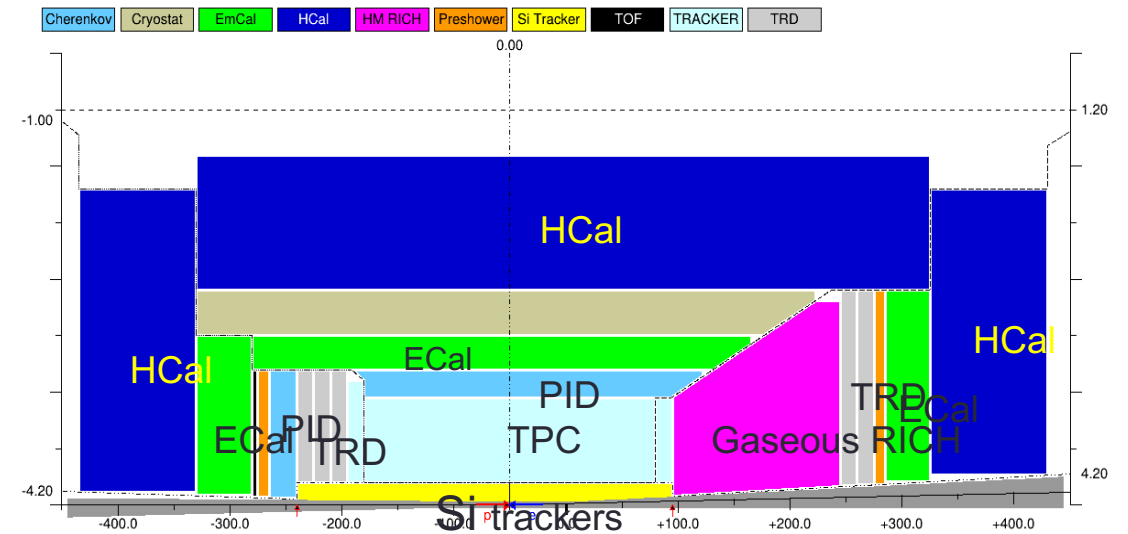 Cherenkov Cryostat EmCal HCal HM RICH Preshower Si Tracker TOF TRACKER TRD
0.00
-1.00
1.20
HCal
HCal
HCal
ECal
PID
TRD
ECal
PID
ECal
TRD
TPC
Gaseous RICH
-4.20
4.20
Si trackers
p
-400.0 -300.0 -200.0 +100.0 +200.0 +300.0 +400.0